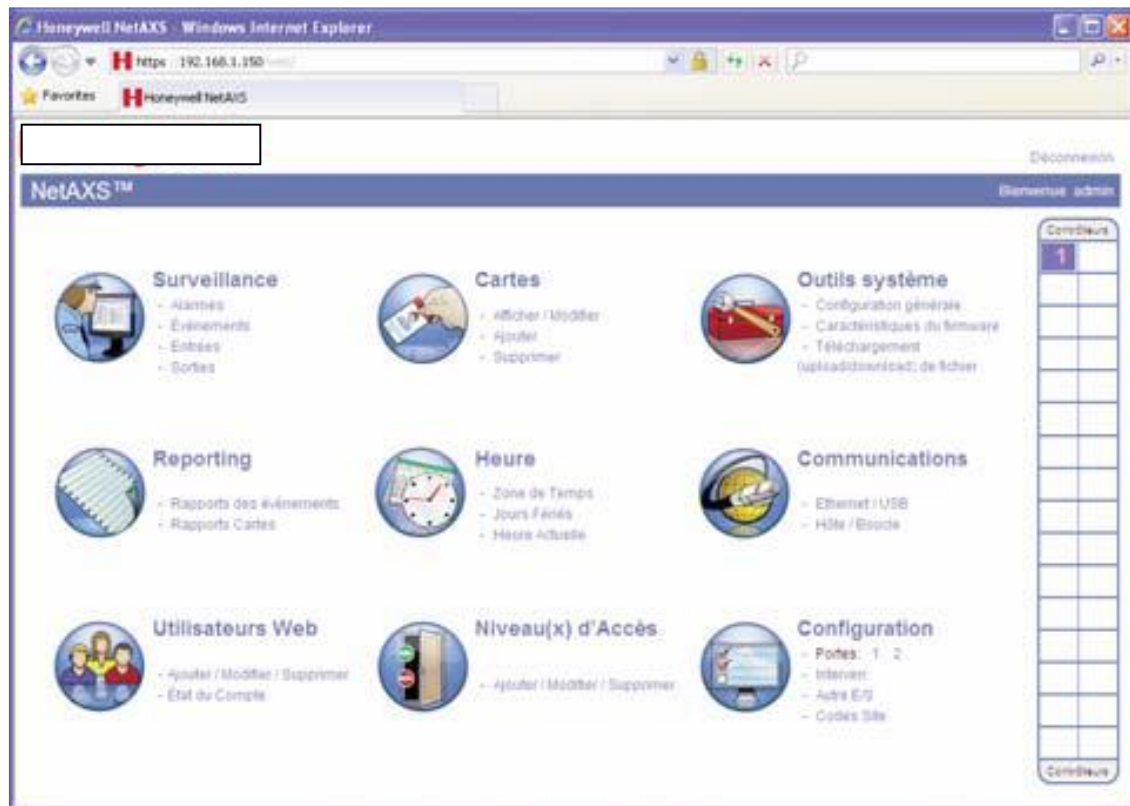 Honeywell NetAXS - Windows Internet Explorer
https 192.168.1.150
Favorites
Honeywell NetAXS
Déconnexion
NetAXS™
Bienvenue admin
Contrôleurs
1
Surveillance
- Alarmes
- Évènements
- Entrées
- Sorties
Cartes
- Afficher / Modifier
- Ajouter
- Supprimer
Outils système
- Configuration générale
- Caractéristiques du firmware
- Téléchargement
(upload/download) de fichier
Reporting
- Rapports des évènements
- Rapports Cartes
Heure
- Zone de Temps
- Jours Fériés
- Heure Actuelle
Communications
- Ethernet / USB
- Hôte / Boucle
Utilisateurs Web
- Ajouter / Modifier / Supprimer
- État du Compte
Niveau(x) d'Accès
- Ajouter / Modifier / Supprimer
Configuration
- Portes: 1 2
- Interverr.
- Autre E/S
- Codes Site
Contrôleurs